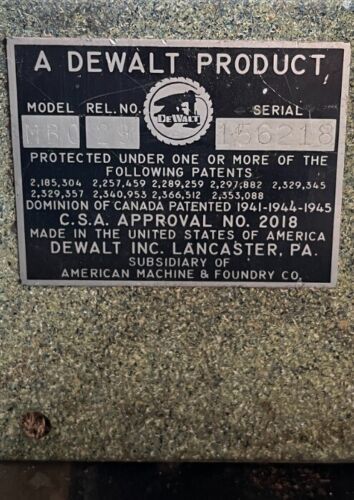 A DEWALT PRODUCT
MODEL REL. NO. SERIAL
DEWALT
MBC 156218
PROTECTED UNDER ONE OR MORE OF THE
FOLLOWING PATENTS
2,185,304 2,257,459 2,289,259 2,297,882 2,329,345
2,329,357 2,340,953 2,366,512 2,353,088
DOMINION OF CANADA PATENTED 1941-1944-1945
C.S.A. APPROVAL NO. 2018
MADE IN THE UNITED STATES OF AMERICA
DEWALT INC. LANCASTER, PA.
SUBSIDIARY OF
AMERICAN MACHINE & FOUNDRY CO.